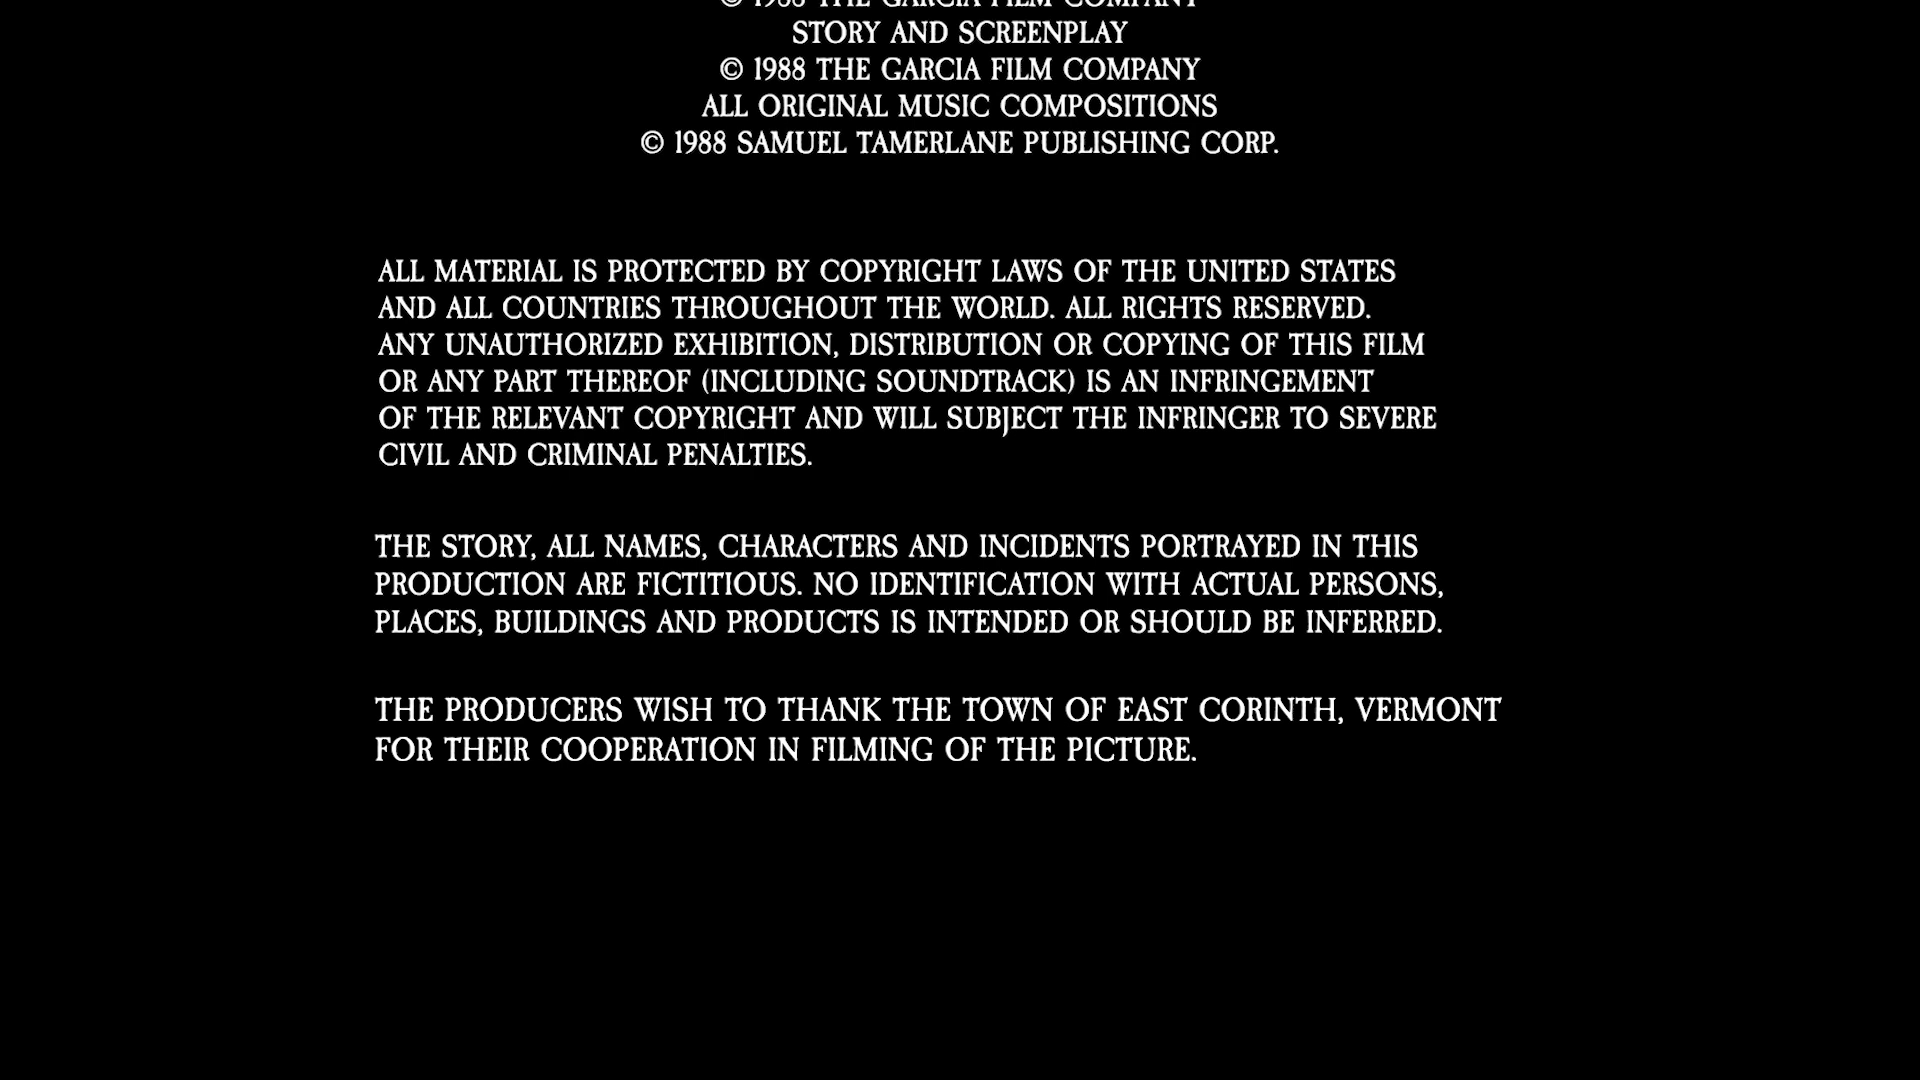 © 1988 THE GARCIA FILM COMPANY
STORY AND SCREENPLAY
© 1988 THE GARCIA FILM COMPANY
ALL ORIGINAL MUSIC COMPOSITIONS
© 1988 SAMUEL TAMERLANE PUBLISHING CORP.
ALL MATERIAL IS PROTECTED BY COPYRIGHT LAWS OF THE UNITED STATES
AND ALL COUNTRIES THROUGHOUT THE WORLD. ALL RIGHTS RESERVED.
ANY UNAUTHORIZED EXHIBITION, DISTRIBUTION OR COPYING OF THIS FILM
OR ANY PART THEREOF (INCLUDING SOUNDTRACK) IS AN INFRINGEMENT
OF THE RELEVANT COPYRIGHT AND WILL SUBJECT THE INFRINGER TO SEVERE
CIVIL AND CRIMINAL PENALTIES.
THE STORY, ALL NAMES, CHARACTERS AND INCIDENTS PORTRAYED IN THIS
PRODUCTION ARE FICTITIOUS. NO IDENTIFICATION WITH ACTUAL PERSONS,
PLACES, BUILDINGS AND PRODUCTS IS INTENDED OR SHOULD BE INFERRED.
THE PRODUCERS WISH TO THANK THE TOWN OF EAST CORINTH, VERMONT
FOR THEIR COOPERATION IN FILMING OF THE PICTURE.